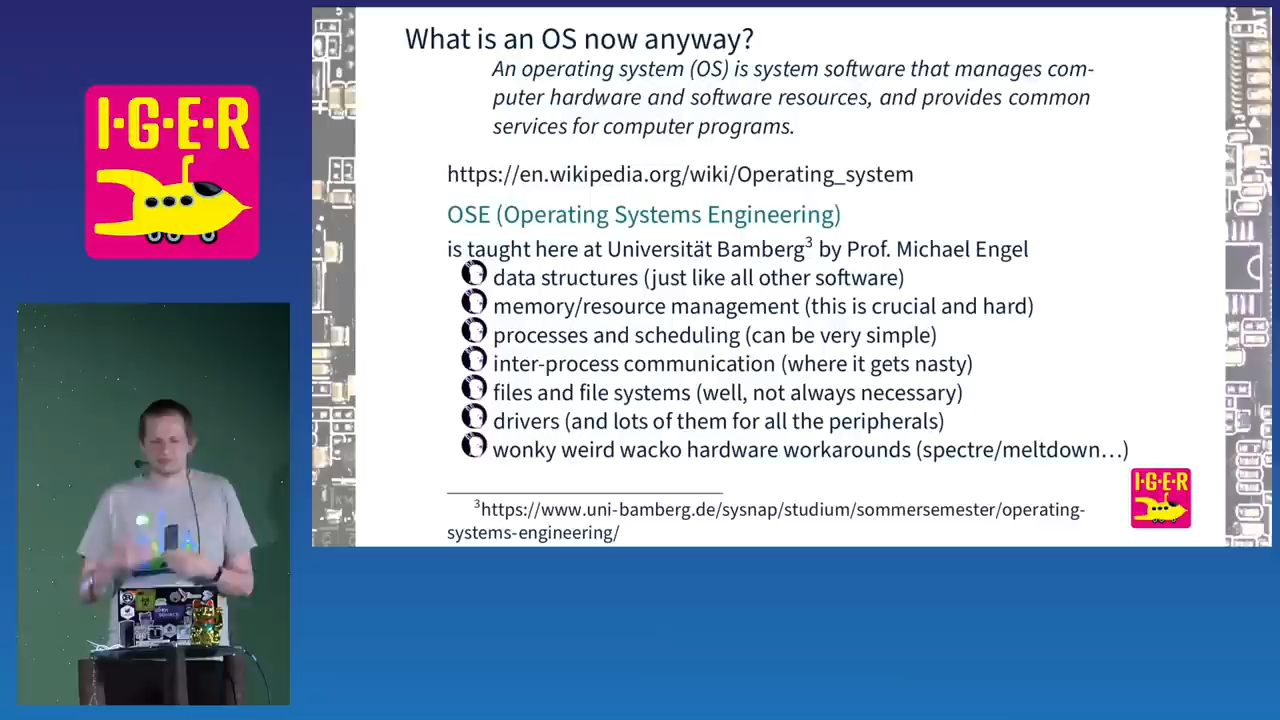 I·G·E·R
What is an OS now anyway?
An operating system (OS) is system software that manages com-
puter hardware and software resources, and provides common
services for computer programs.
https://en.wikipedia.org/wiki/Operating_system
OSE (Operating Systems Engineering)
is taught here at Universität Bamberg3 by Prof. Michael Engel
data structures (just like all other software)
memory/resource management (this is crucial and hard)
processes and scheduling (can be very simple)
inter-process communication (where it gets nasty)
files and file systems (well, not always necessary)
drivers (and lots of them for all the peripherals)
wonky weird wacko hardware workarounds (spectre/meltdown…)
I·G·E·R
3https://www.uni-bamberg.de/sysnap/studium/sommersemester/operating-
systems-engineering/